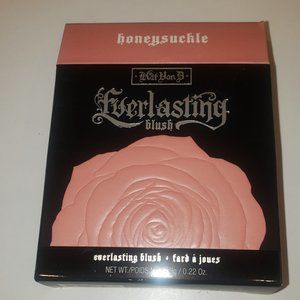 honeysuckle
Kat Von D
Everlasting
blush
everlasting blush • fard à joues
NET WT./POIDS 0.22 Oz.